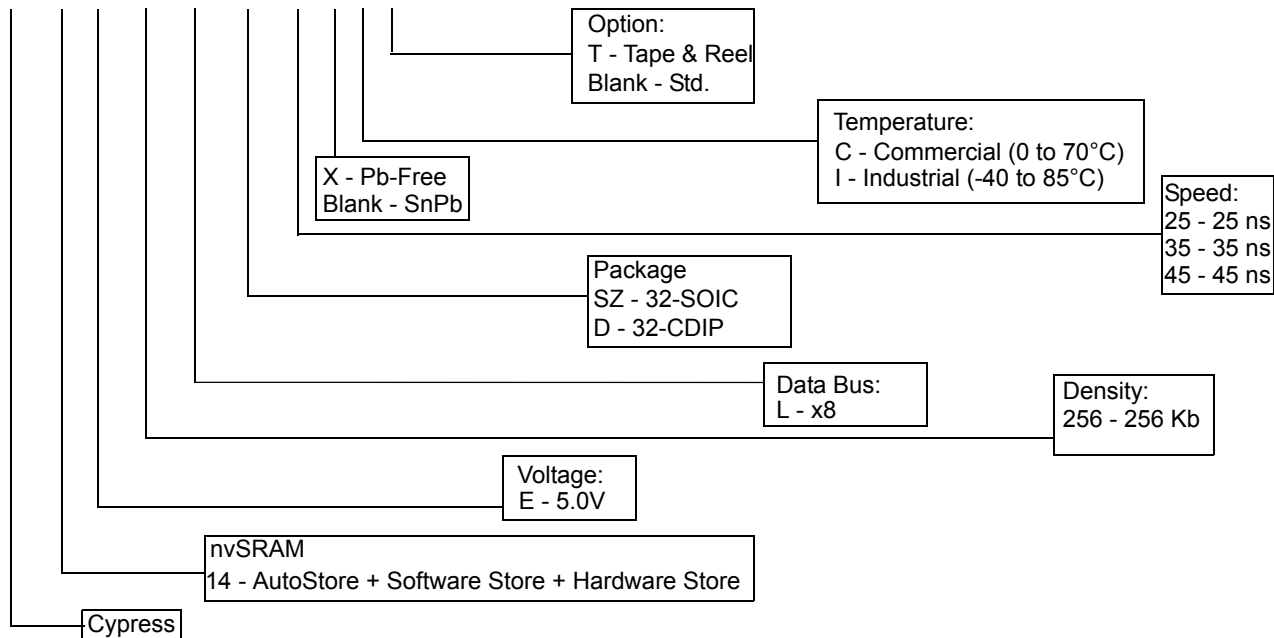 Option:
T - Tape & Reel
Blank - Std.
Temperature:
C - Commercial (0 to 70°C)
I - Industrial (-40 to 85°C)
X - Pb-Free
Blank - SnPb
Speed:
25 - 25 ns
35 - 35 ns
45 - 45 ns
Package
SZ - 32-SOIC
D - 32-CDIP
Data Bus:
L - x8
Density:
256 - 256 Kb
Voltage:
E - 5.0V
nvSRAM
14 - AutoStore + Software Store + Hardware Store
Cypress